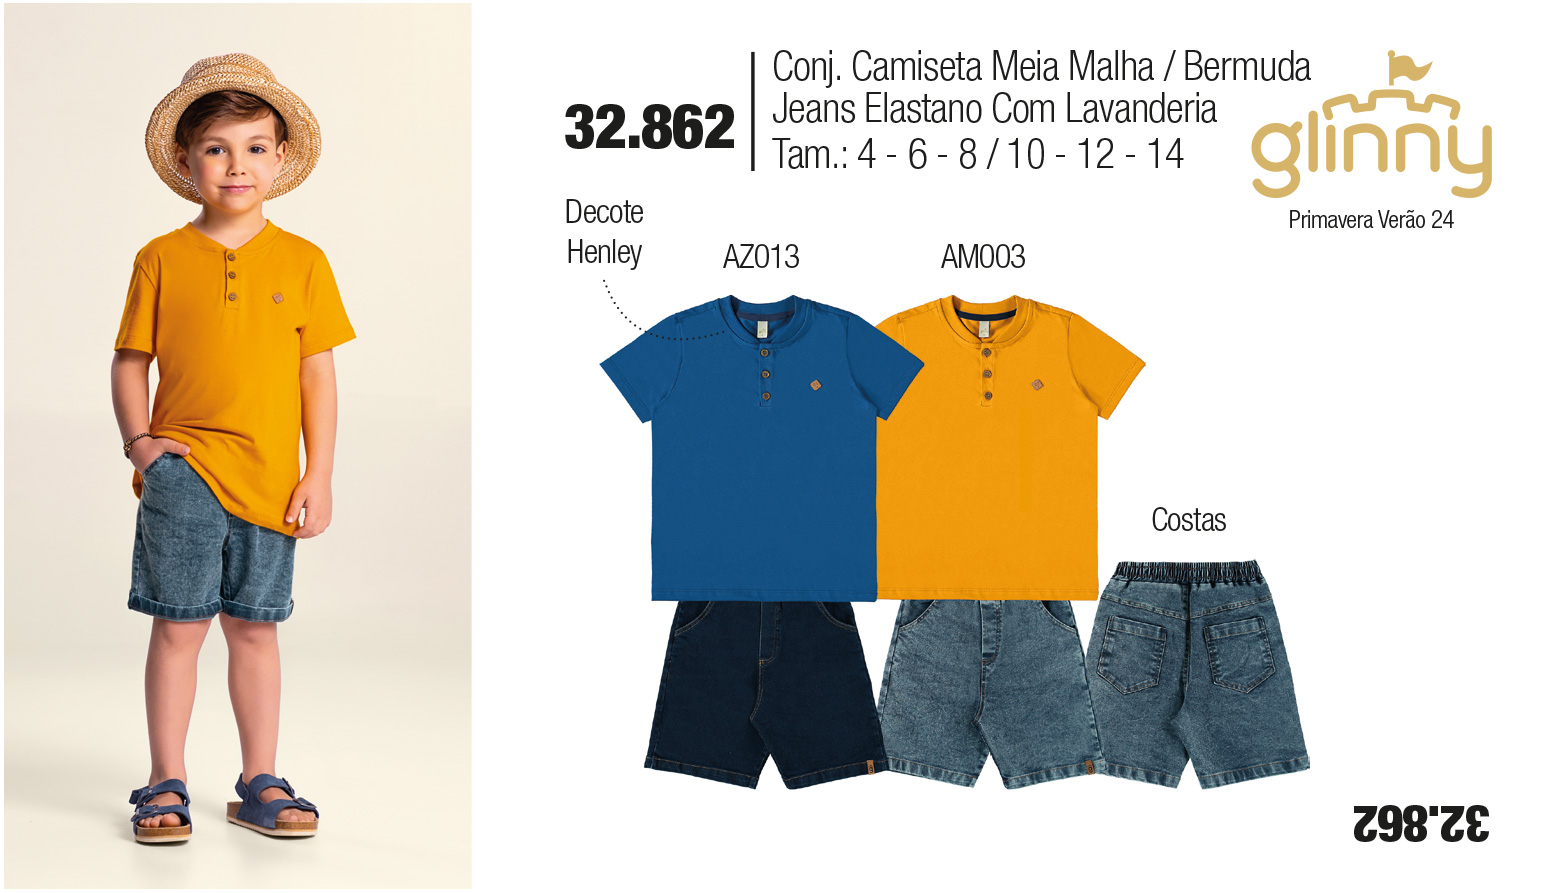 32.862
Conj. Camiseta Meia Malha / Bermuda
Jeans Elastano Com Lavanderia
Tam.: 4 - 6 - 8 / 10 - 12 - 14
glinny
Primavera Verão 24
Decote
Henley
AZ013
AM003
Costas
32.862